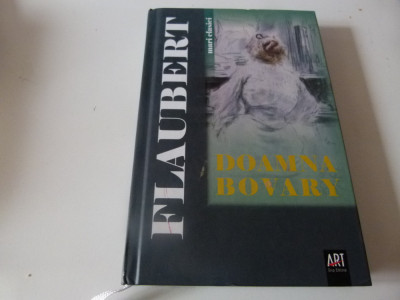 FLAUBERT
mari clasici
DOAMNA
BOVARY
ART